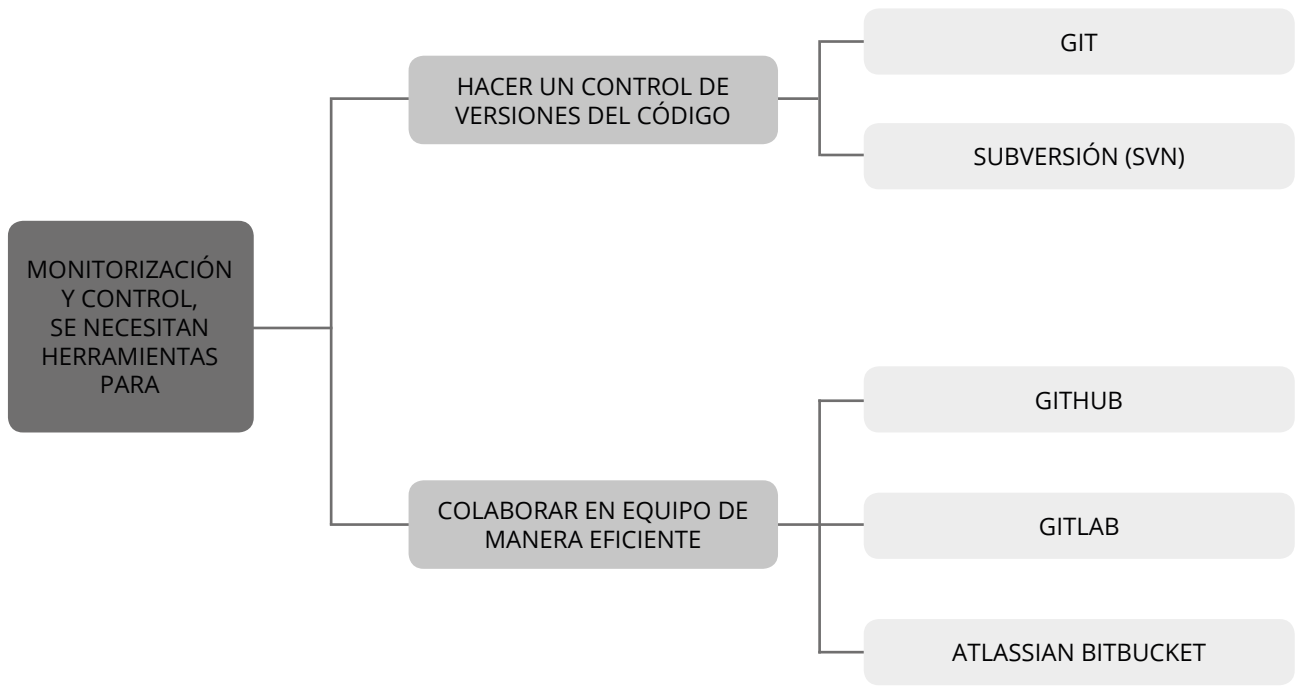 MONITORIZACIÓN
Y CONTROL,
SE NECESITAN
HERRAMIENTAS
PARA
HACER UN CONTROL DE
VERSIONES DEL CÓDIGO
GIT
SUBVERSIÓN (SVN)
COLABORAR EN EQUIPO DE
MANERA EFICIENTE
GITHUB
GITLAB
ATLASSIAN BITBUCKET